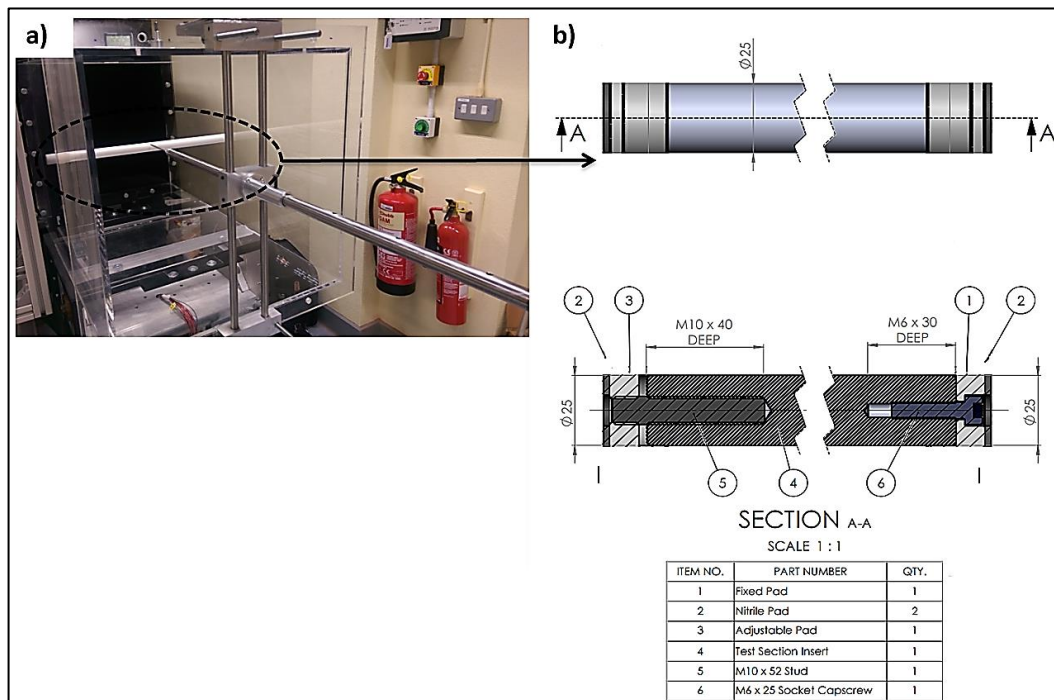 a)
b)
Ø25
A
A
2
3
M10 x 40
DEEP
M6 x 30
DEEP
1
2
Ø25
Ø25
5
4
6
SECTION A-A
SCALE 1 : 1
ITEM NO. PART NUMBER QTY.
1 Fixed Pad 1
2 Nitrile Pad 2
3 Adjustable Pad 1
4 Test Section Insert 1
5 M10 x 52 Stud 1
6 M6 x 25 Socket Capscrew 1